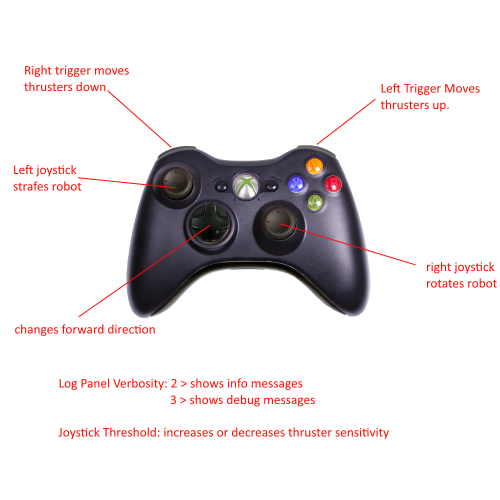 Right trigger moves
thrusters down
Left Trigger Moves
thrusters up.
Left joystick
strafes robot
right joystick
rotates robot
changes forward direction
Log Panel Verbosity: 2 > shows info messages
3 > shows debug messages
Joystick Threshold: increases or decreases thruster sensitivity